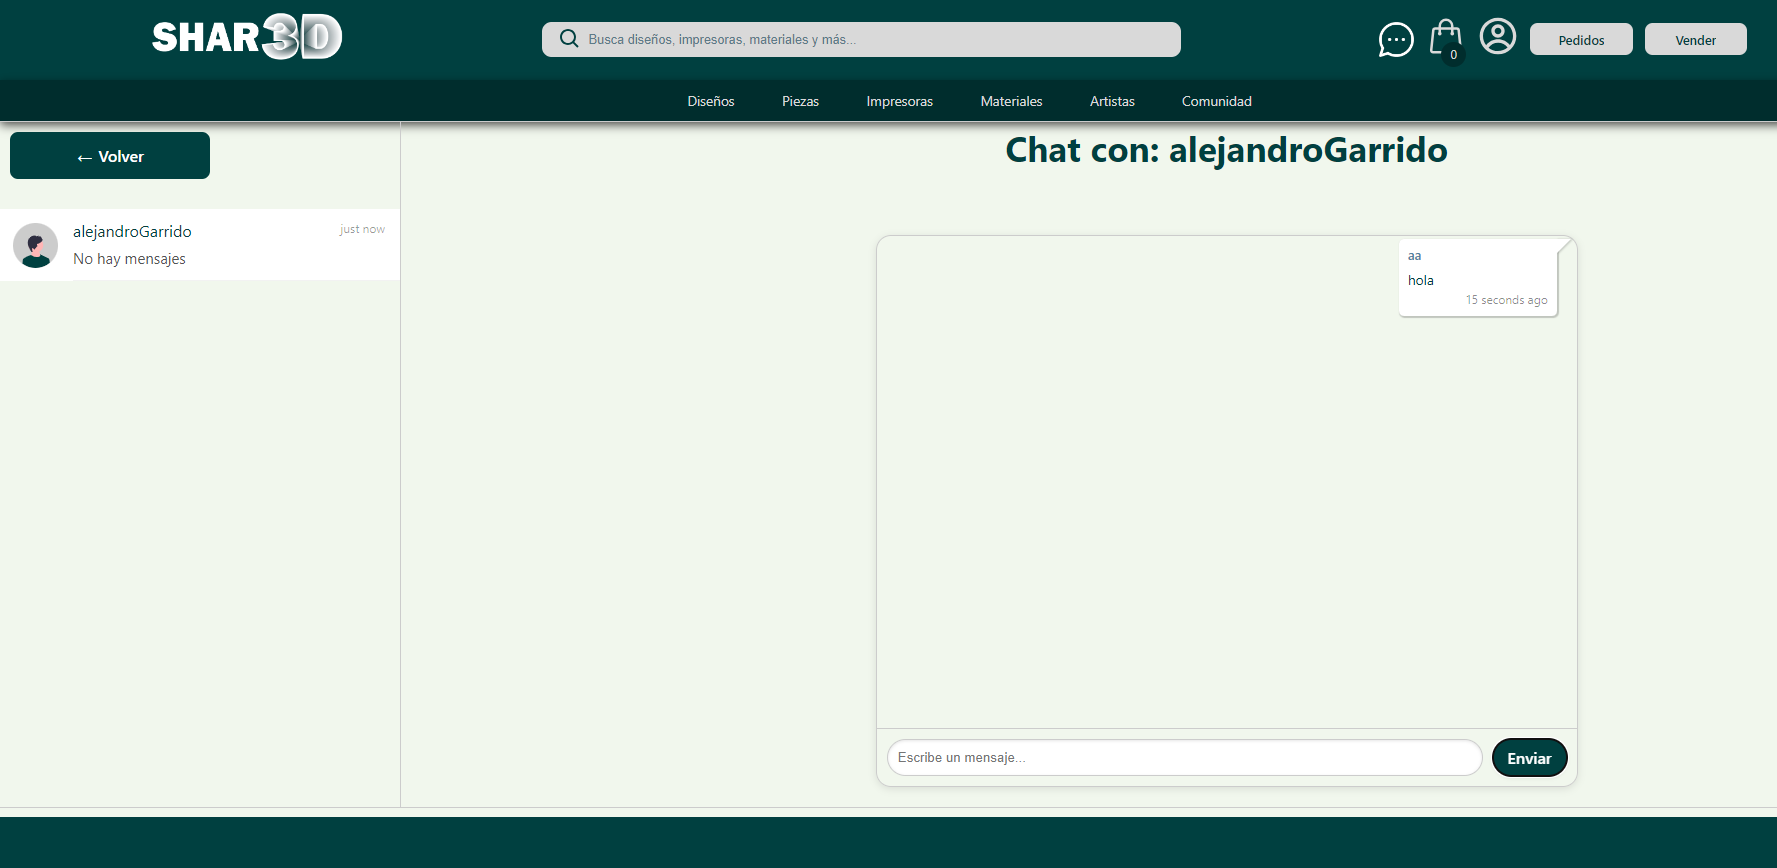 SHAR3D
Busca diseños, impresoras, materiales y más...
0
Pedidos
Vender
Diseños Piezas Impresoras Materiales Artistas Comunidad
← Volver
Chat con: alejandroGarrido
alejandroGarrido
just now
No hay mensajes
aa
hola
15 seconds ago
Escribe un mensaje...
Enviar